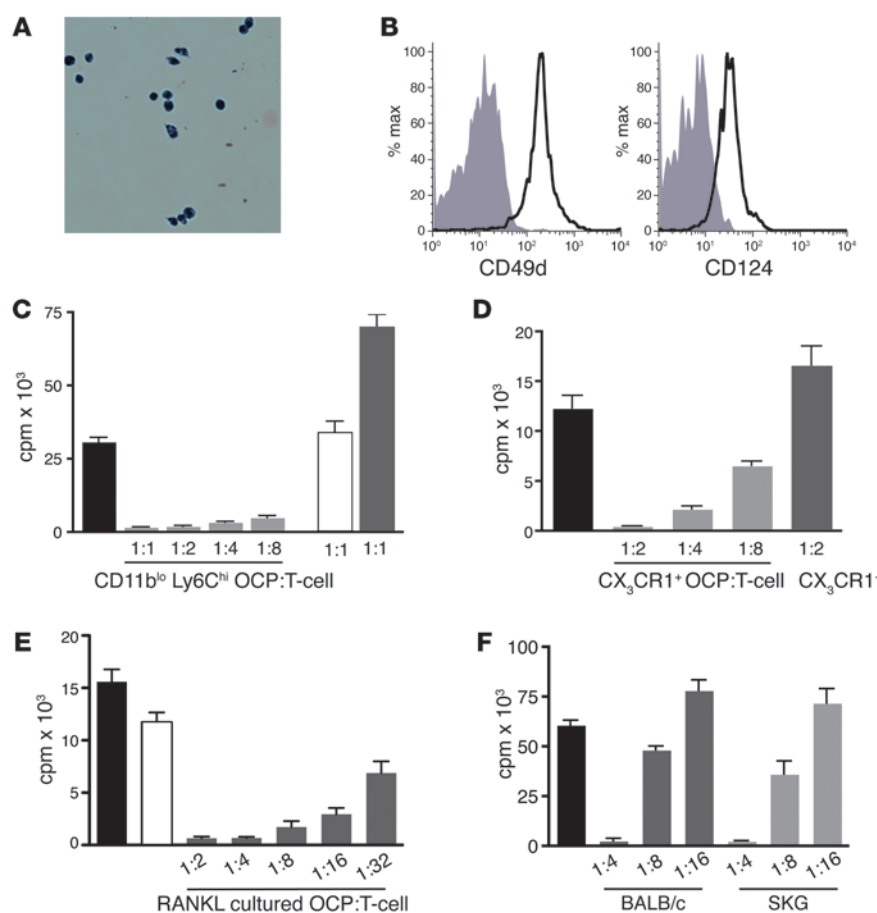 A
B
100
80
60
40
20
0
% max
10⁰ 10¹ 10² 10³ 10⁴
CD49d
100
80
60
40
20
0
% max
10⁰ 10¹ 10² 10³ 10⁴
CD124
C
75
50
25
0
cpm x 10³
1:1 1:2 1:4 1:8 1:1 1:1
CD11bˡᵒ Ly6Cʰⁱ OCP:T-cell
D
20
15
10
5
0
cpm x 10³
1:2 1:4 1:8 1:2
CX₃CR1⁺ OCP:T-cell CX₃CR1⁻
E
20
15
10
5
0
cpm x 10³
1:2 1:4 1:8 1:16 1:32
RANKL cultured OCP:T-cell
F
100
75
50
25
0
cpm x 10³
1:4 1:8 1:16 1:4 1:8 1:16
BALB/c SKG